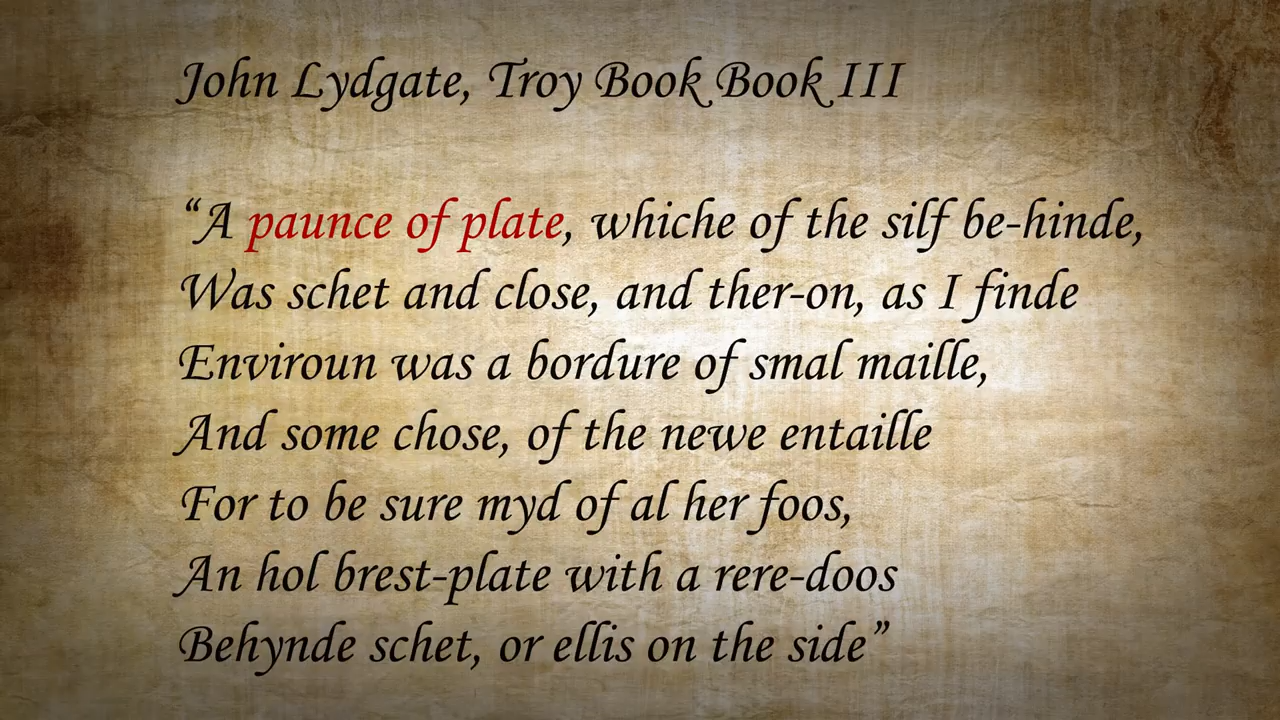 John Lydgate, Troy Book Book III
“A paunce of plate, whiche of the silf be-hinde,
Was schet and close, and ther-on, as I finde
Enviroun was a bordure of smal maille,
And some chose, of the newe entaille
For to be sure myd of al her foos,
An hol brest-plate with a rere-doos
Behynde schet, or ellis on the side”